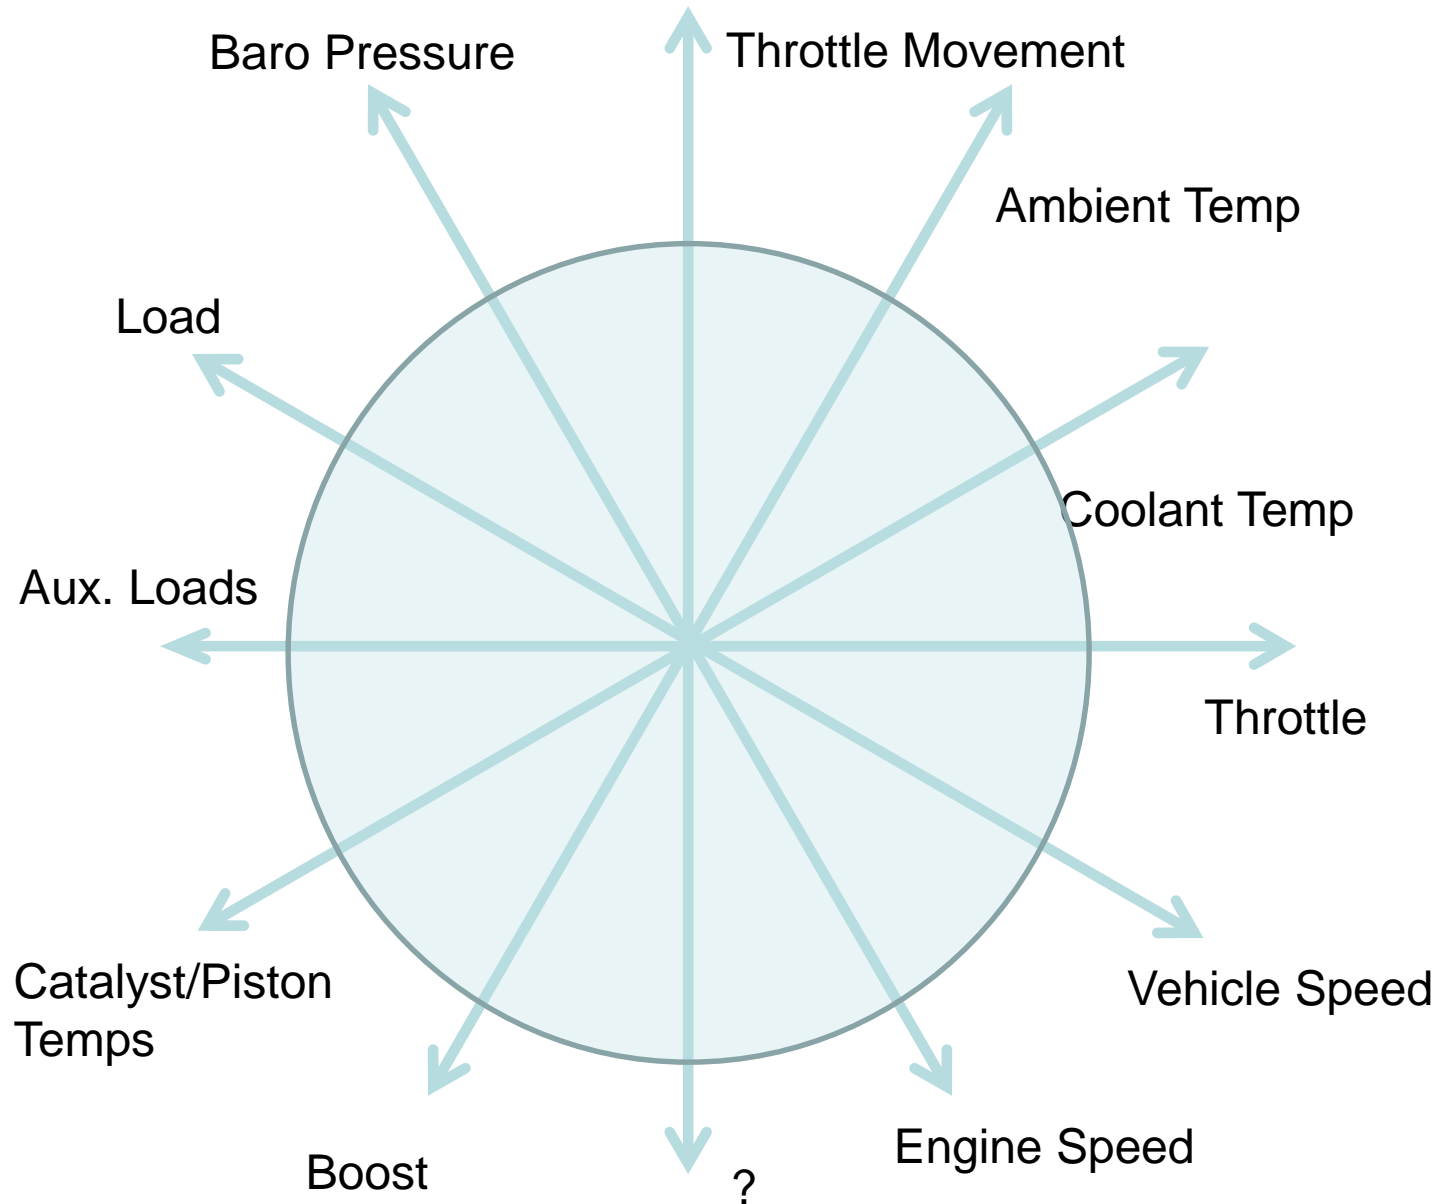 Baro Pressure
Throttle Movement
Ambient Temp
Load
Coolant Temp
Aux. Loads
Throttle
Catalyst/Piston
Temps
Vehicle Speed
Engine Speed
Boost
?